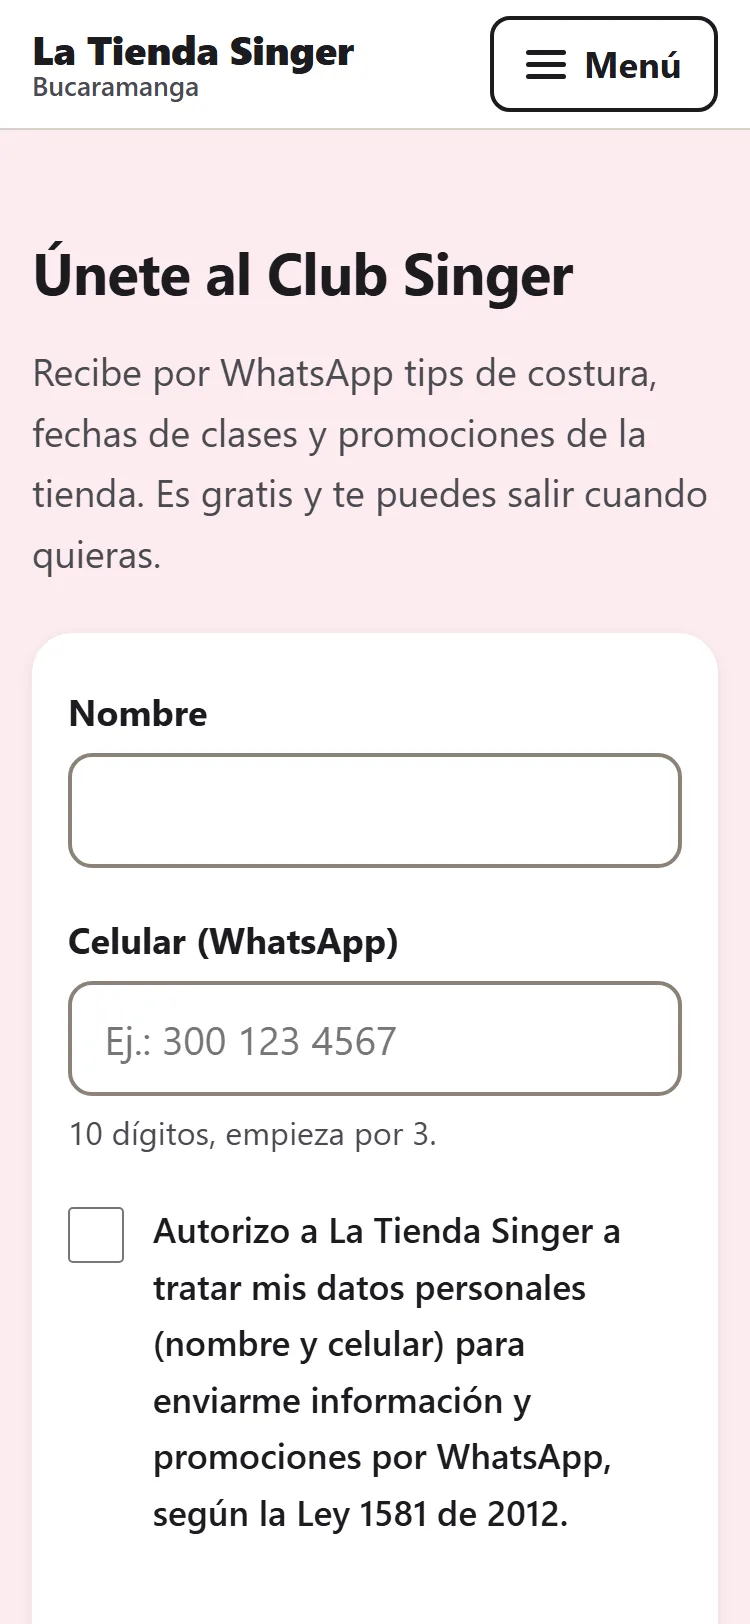 La Tienda Singer
Bucaramanga
Menú
Únete al Club Singer
Recibe por WhatsApp tips de costura,
fechas de clases y promociones de la
tienda. Es gratis y te puedes salir cuando
quieras.
Nombre
Celular (WhatsApp)
Ej.: 300 123 4567
10 dígitos, empieza por 3.
Autorizo a La Tienda Singer a
tratar mis datos personales
(nombre y celular) para
enviarme información y
promociones por WhatsApp,
según la Ley 1581 de 2012.